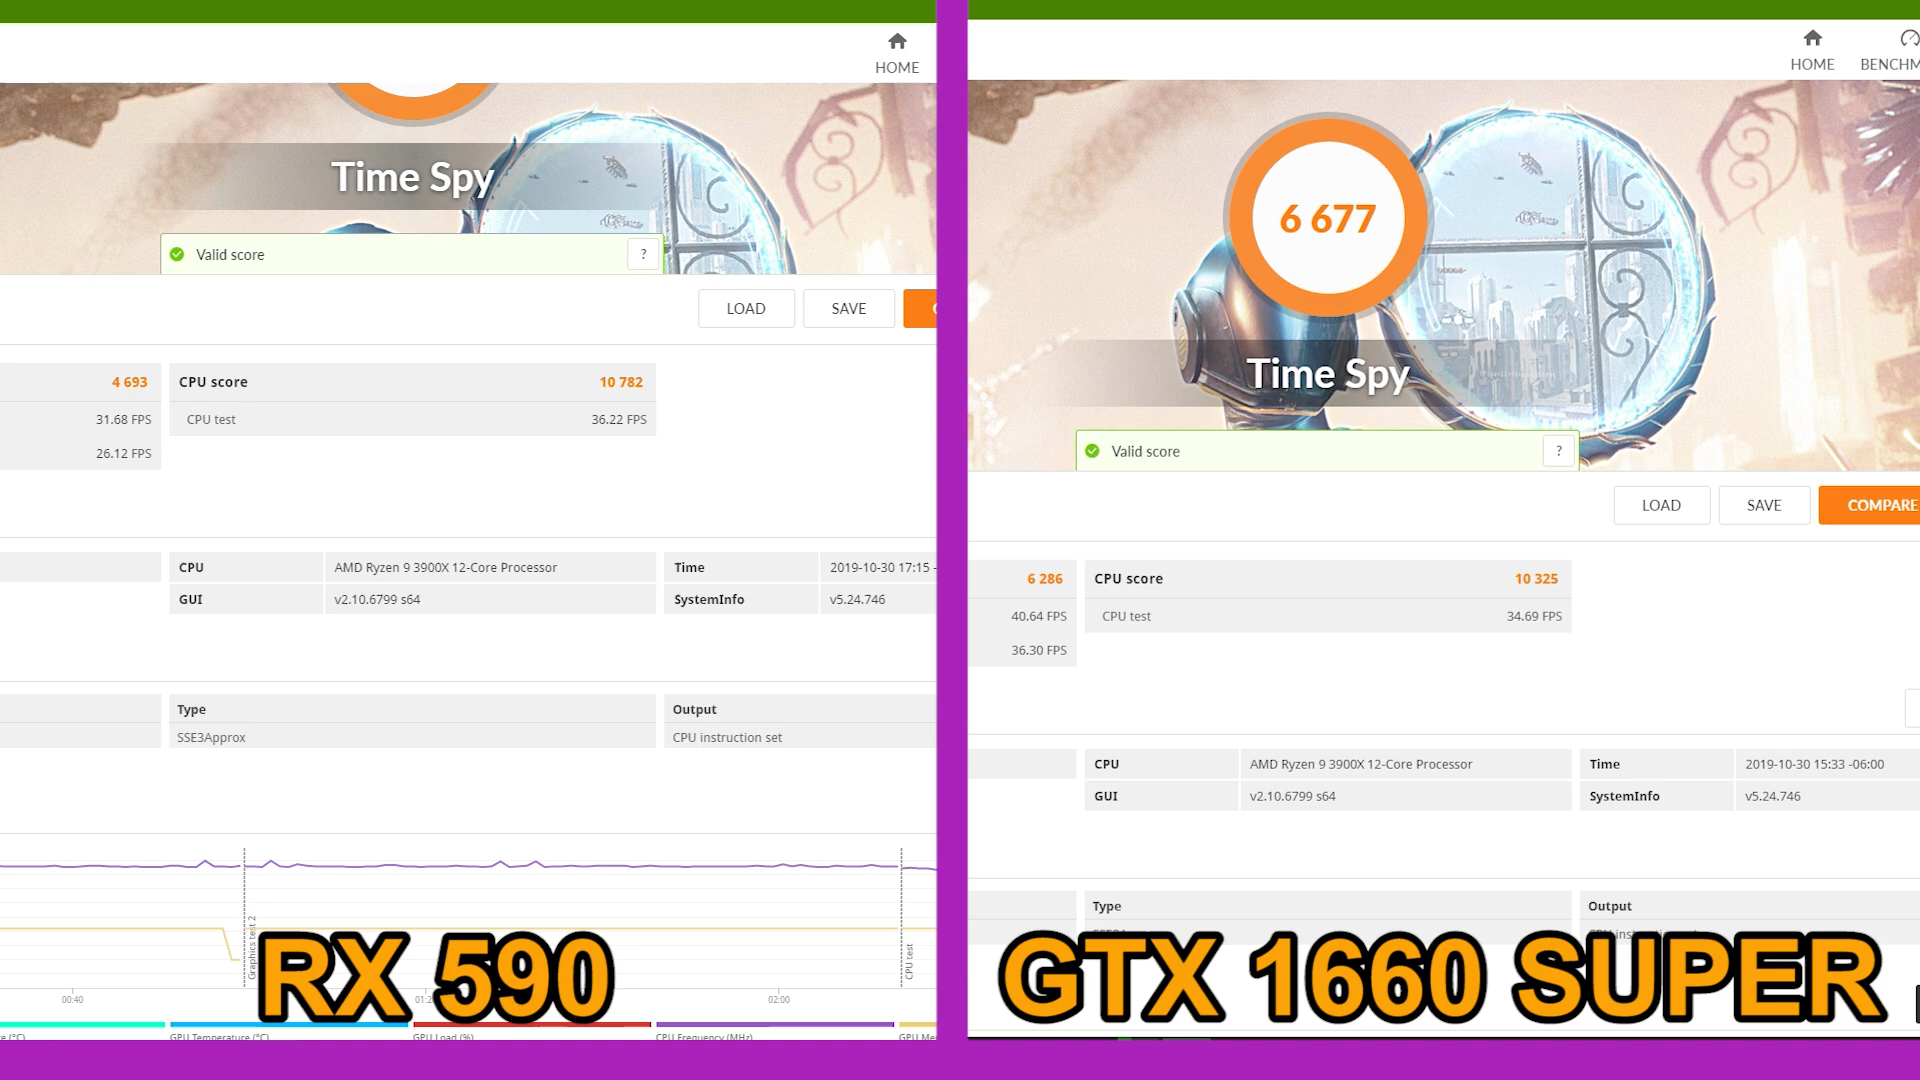 HOME
Time Spy
Valid score
?
LOAD
SAVE
4 693
CPU score
10 782
31.68 FPS
CPU test
36.22 FPS
26.12 FPS
CPU
AMD Ryzen 9 3900X 12-Core Processor
Time
2019-10-30 17:15 -
GUI
v2.10.6799 s64
SystemInfo
v5.24.746
Type
Output
SSE3Approx
CPU instruction set
Graphics test 2
CPU test
00:40
02:00
RX 590
(°C)
GPU Temperature (°C)
GPU Load (%)
CPU Frequency (MHz)
HOME
6 677
Time Spy
Valid score
?
LOAD
SAVE
COMPARE
6 286
CPU score
10 325
40.64 FPS
CPU test
34.69 FPS
36.30 FPS
CPU
AMD Ryzen 9 3900X 12-Core Processor
Time
2019-10-30 15:33 -06:00
GUI
v2.10.6799 s64
SystemInfo
v5.24.746
Type
Output
GTX 1660 SUPER